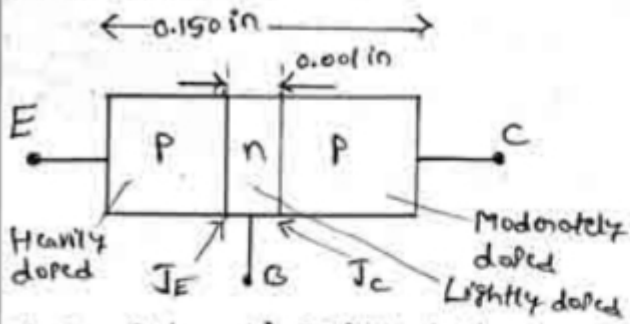 0.150 in
0.001 in
E
P
n
P
C
Heavily
doped
JE
B
JC
Moderately
doped
Lightly doped